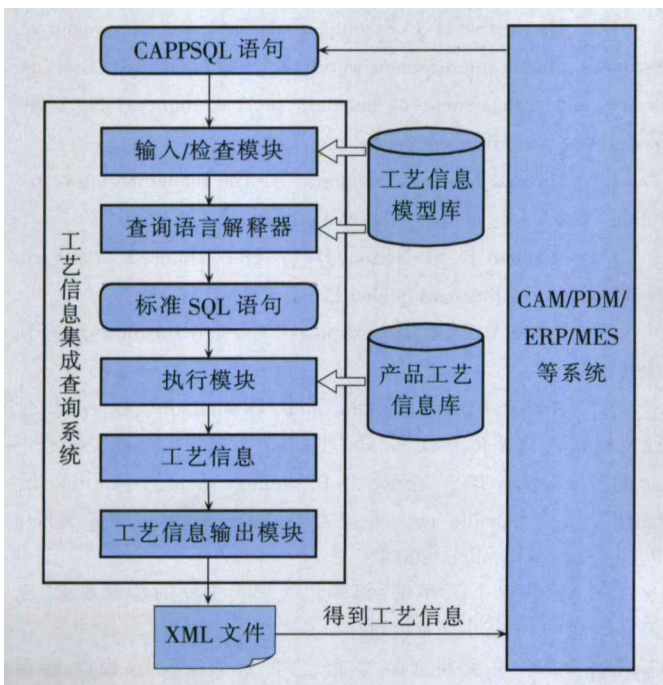 CAPPSQL 语句
输入/检查模块
工艺信息
模型库
查询语言解释器
标准 SQL 语句
工艺信息集成查询系统
CAM/PDM/
ERP/MES
等系统
执行模块
产品工艺
信息库
工艺信息
工艺信息输出模块
XML 文件
得到工艺信息